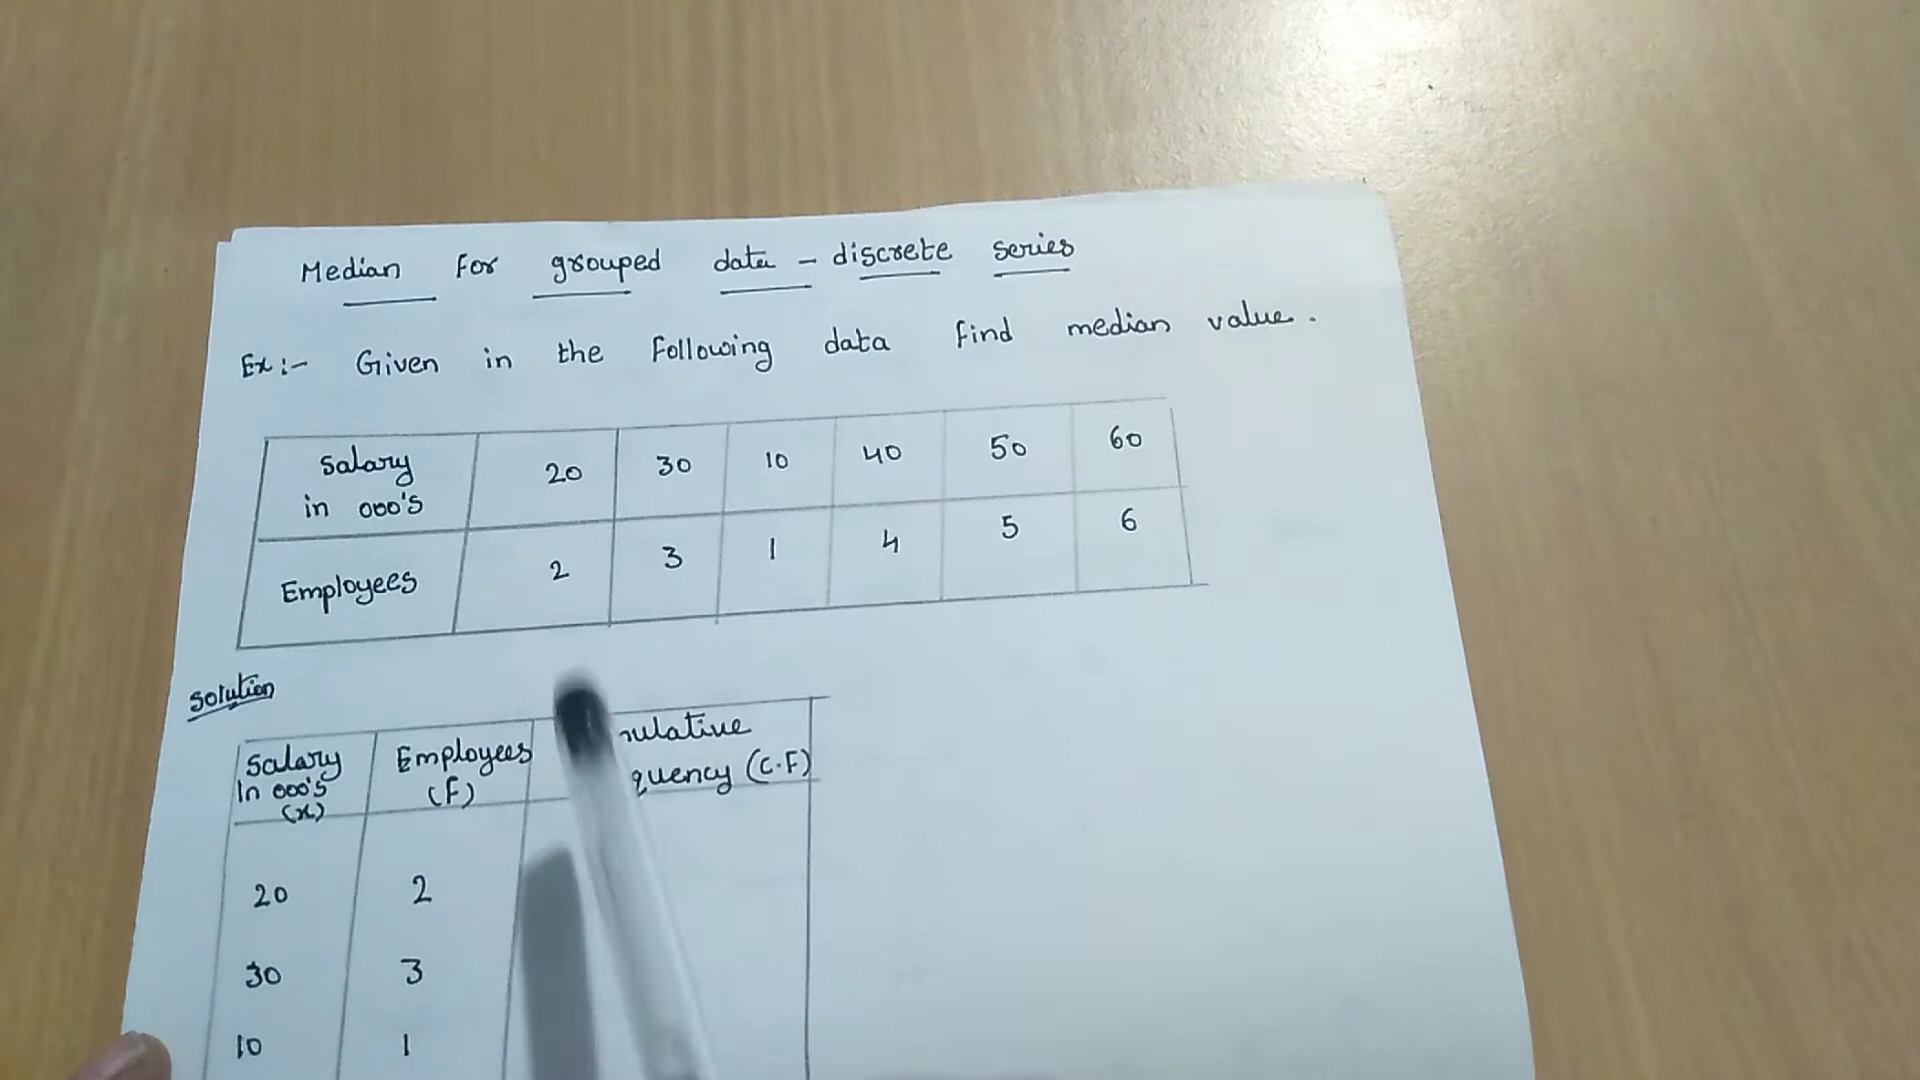 Median for grouped data - discrete series
Ex:- Given in the following data find median value.
Salary in 000's 20 30 10 40 50 60
Employees 2 3 1 4 5 6
Solution
Salary In 000's (x) Employees (F) (C.F)
20 2
30 3
10 1